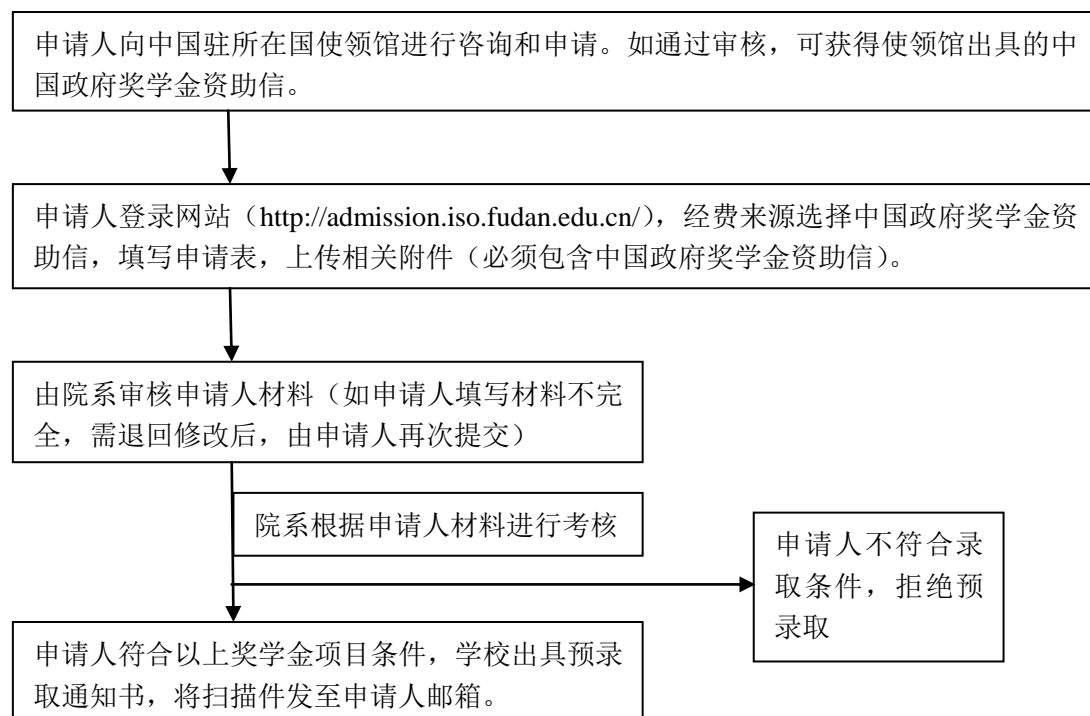 申请人向中国驻所在国使领馆进行咨询和申请。如通过审核，可获得使领馆出具的中
国政府奖学金资助信。
申请人登录网站（http://admission.iso.fudan.edu.cn/），经费来源选择中国政府奖学金资
助信，填写申请表，上传相关附件（必须包含中国政府奖学金资助信）。
由院系审核申请人材料（如申请人填写材料不完
全，需退回修改后，由申请人再次提交）
院系根据申请人材料进行考核
申请人不符合录
取条件，拒绝预
录取
申请人符合以上奖学金项目条件，学校出具预录
取通知书，将扫描件发至申请人邮箱。